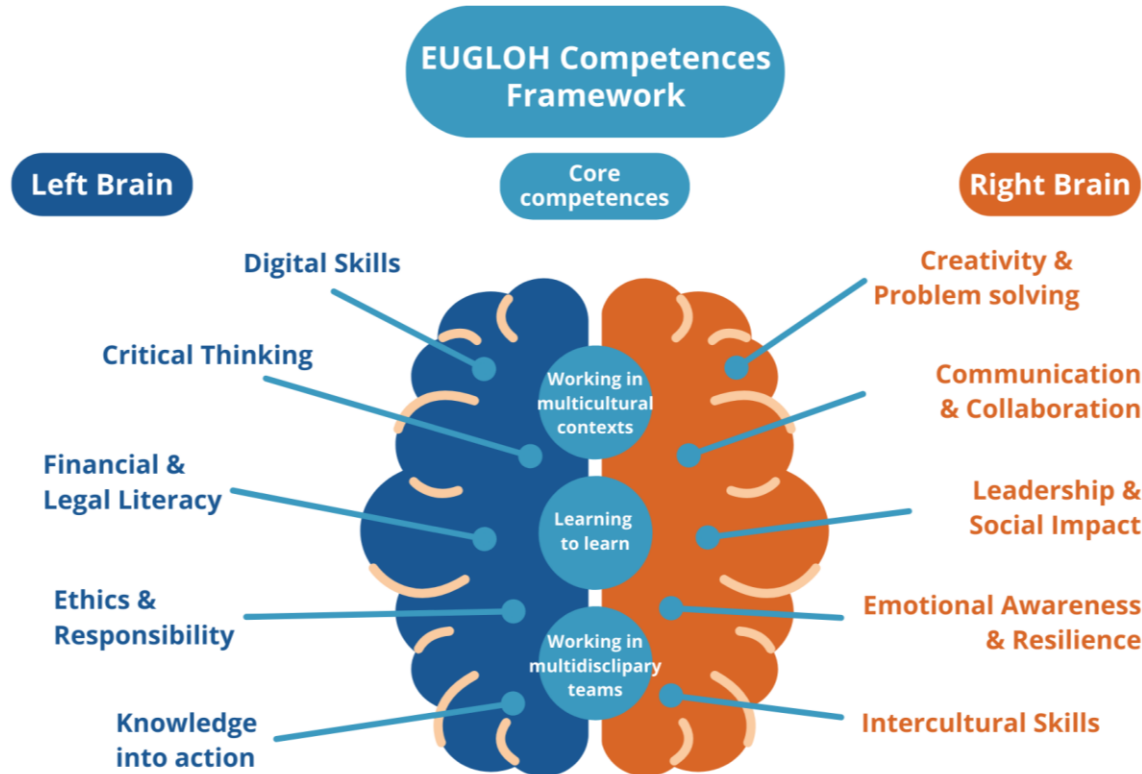 EUGLOH Competences
Framework
Left Brain
Core
competences
Right Brain
Digital Skills
Critical Thinking
Financial &
Legal Literacy
Ethics &
Responsibility
Knowledge
into action
Working in
multicultural
contexts
Learning
to learn
Working in
multidisclipary
teams
Creativity &
Problem solving
Communication
& Collaboration
Leadership &
Social Impact
Emotional Awareness
& Resilience
Intercultural Skills